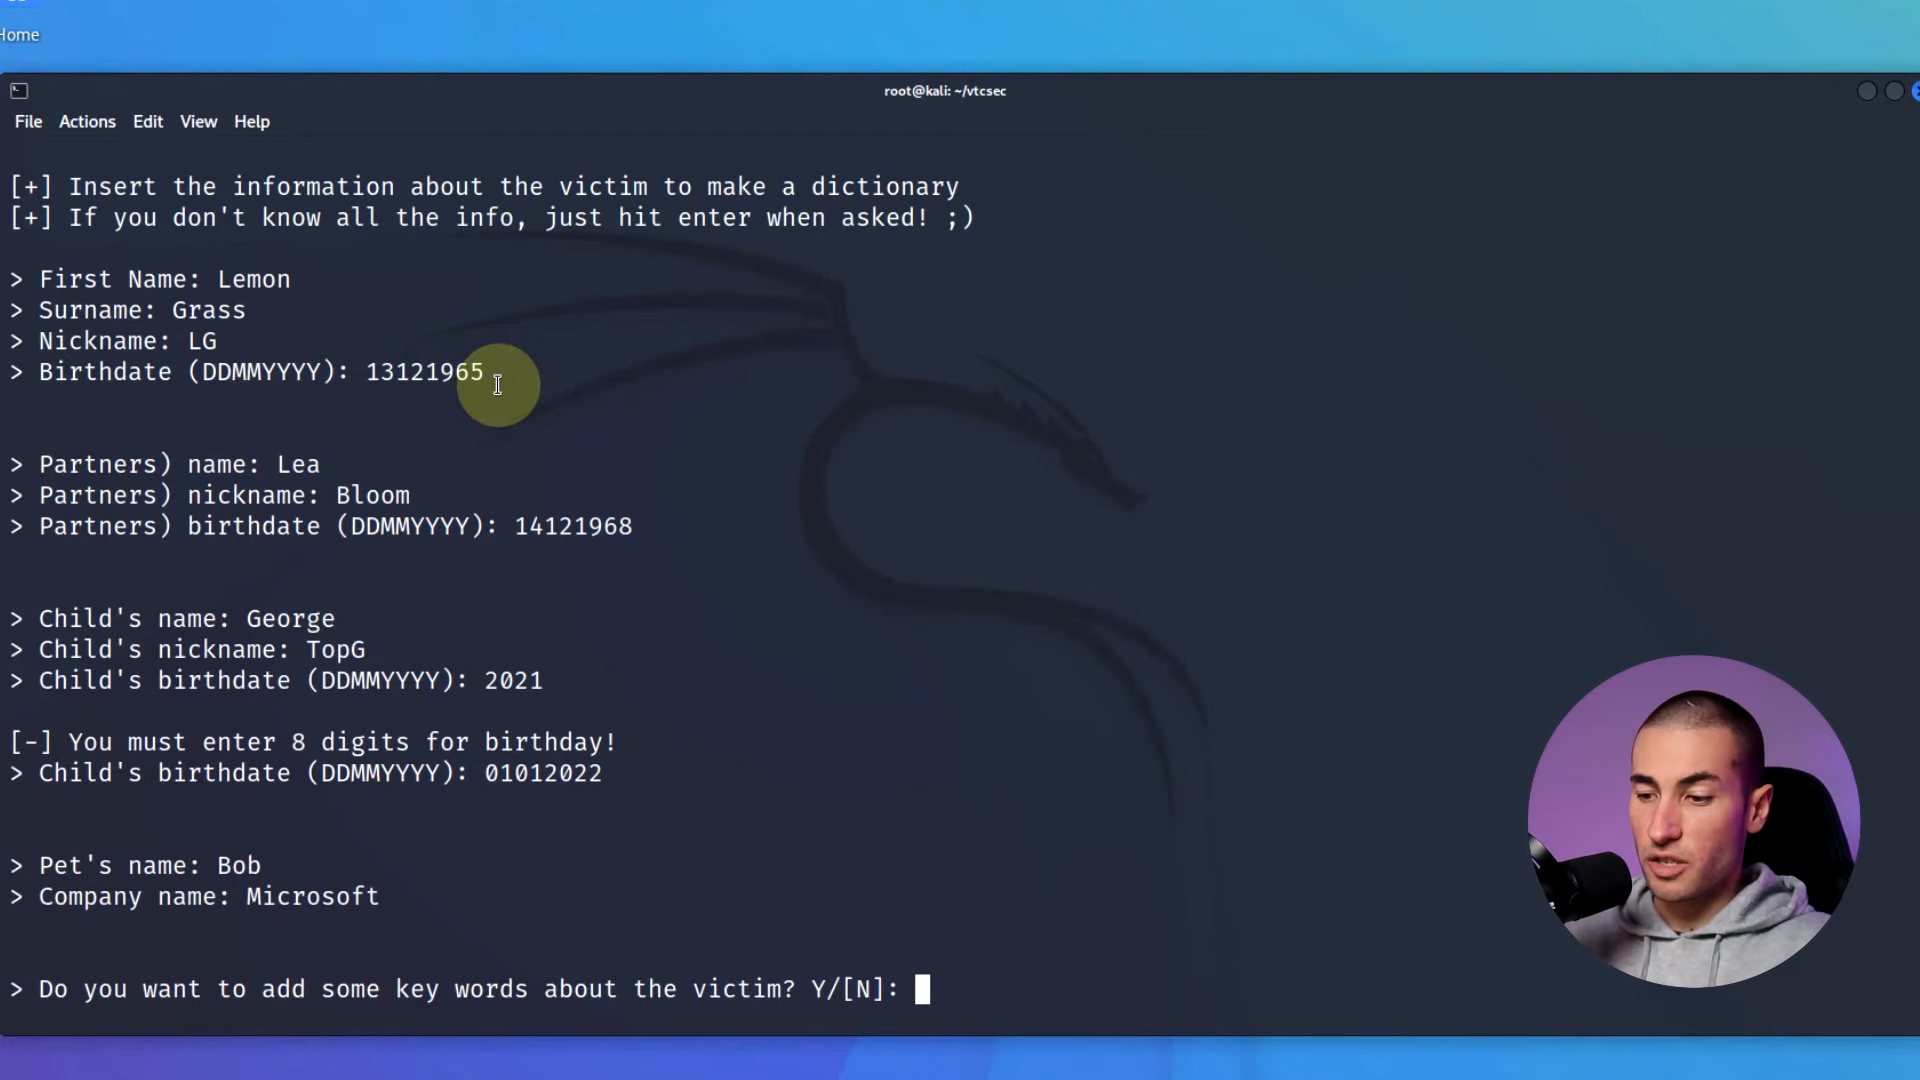 Home
root@kali: ~/vtcsec
File Actions Edit View Help
[+] Insert the information about the victim to make a dictionary
[+] If you don't know all the info, just hit enter when asked! ;)
> First Name: Lemon
> Surname: Grass
> Nickname: LG
> Birthdate (DDMMYYYY): 13121965
> Partners) name: Lea
> Partners) nickname: Bloom
> Partners) birthdate (DDMMYYYY): 14121968
> Child's name: George
> Child's nickname: TopG
> Child's birthdate (DDMMYYYY): 2021
[-] You must enter 8 digits for birthday!
> Child's birthdate (DDMMYYYY): 01012022
> Pet's name: Bob
> Company name: Microsoft
> Do you want to add some key words about the victim? Y/[N]: